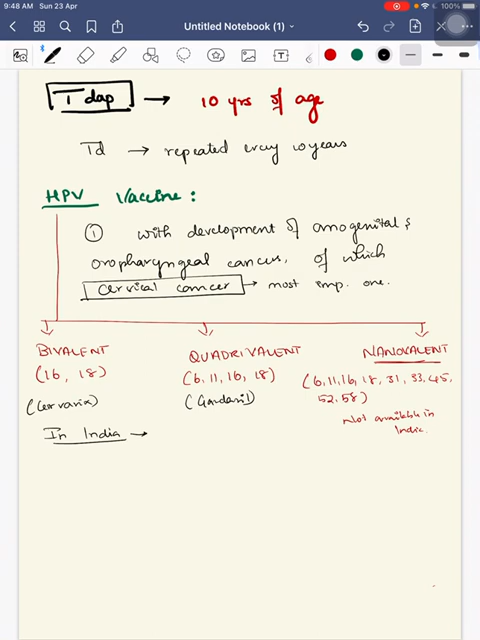 9:48 AM Sun 23 Apr
Untitled Notebook (1)
Tdap → 10 yrs of age
Td → repeated every 10 years
HPV Vaccine:
① with development of anogenital &
oropharyngeal cancers, of which
Cervical cancer → most imp. one.
BIVALENT
(16, 18)
(Cervarix)
QUADRIVALENT
(6, 11, 16, 18)
(Gardasil)
NANOVALENT
(6, 11, 16, 18, 31, 33, 45,
52, 58)
Not available in
India.
In India →